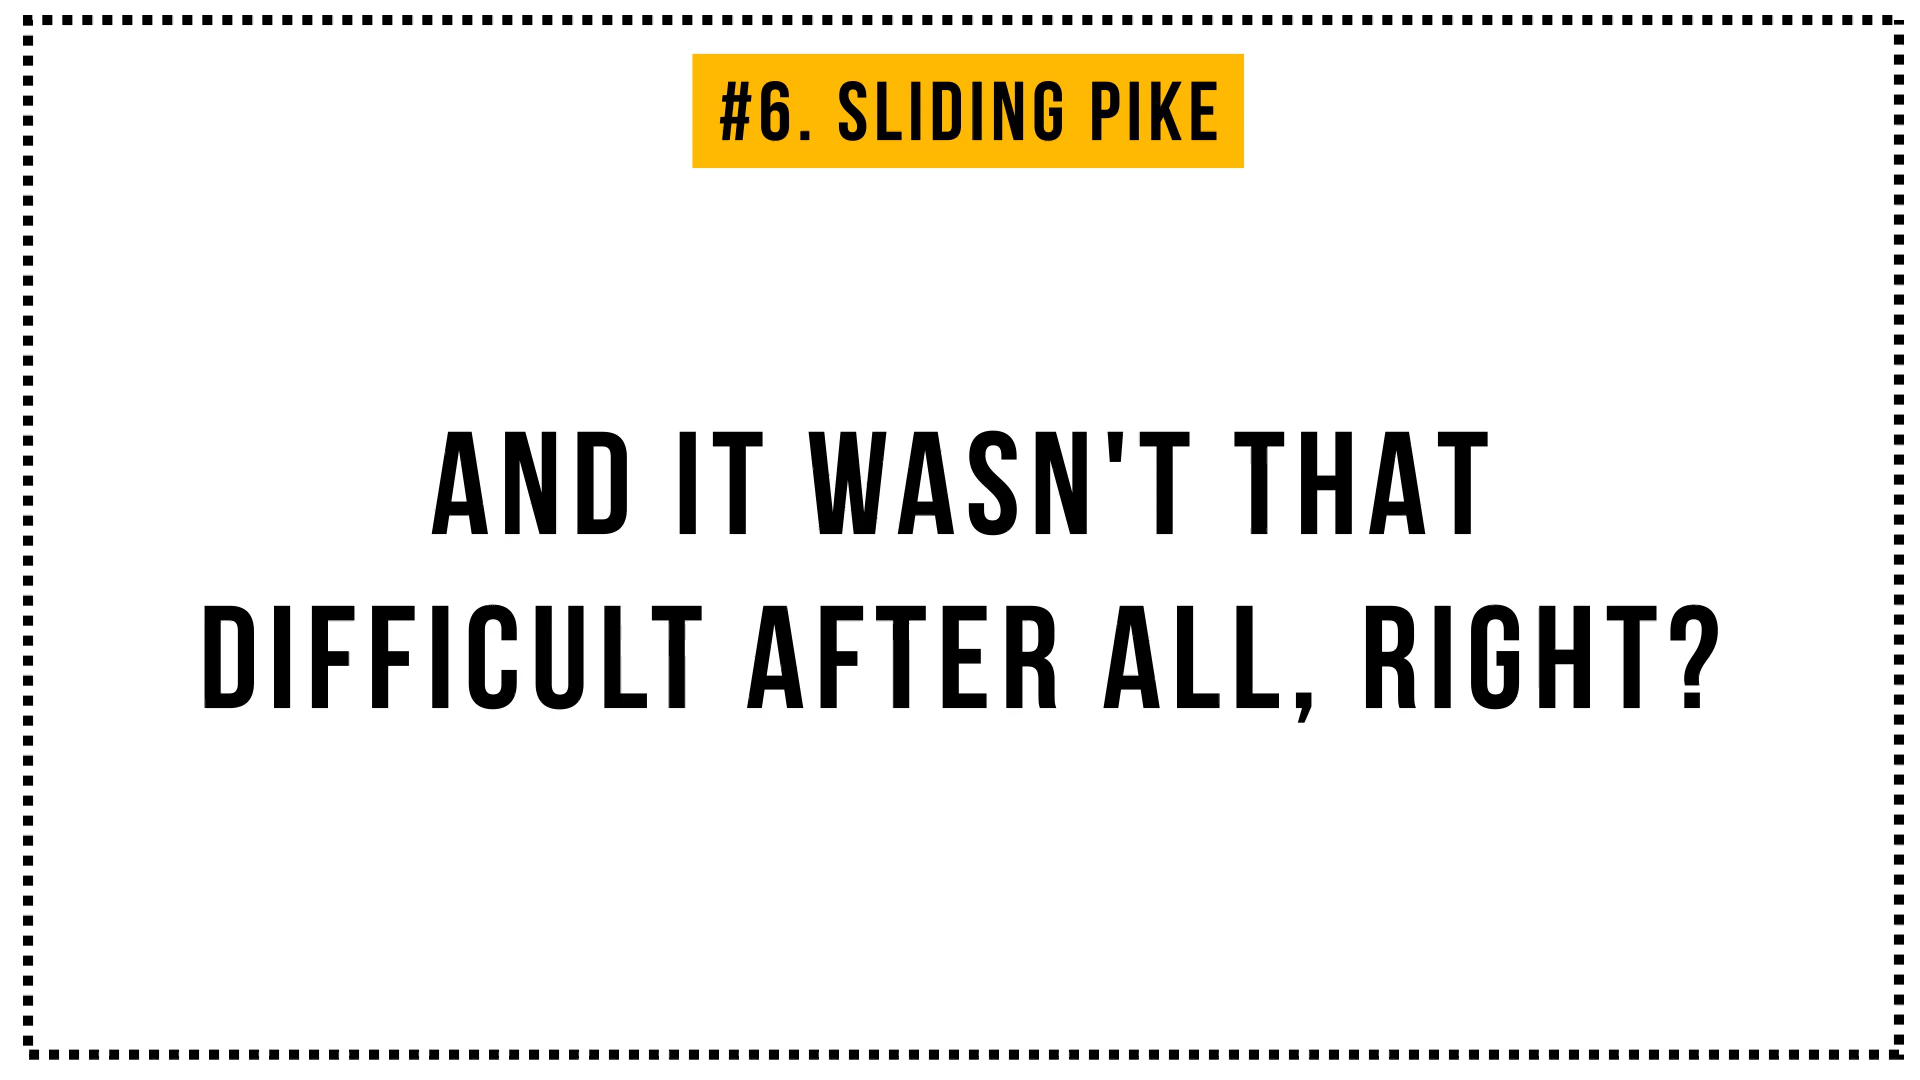 #6. SLIDING PIKE
AND IT WASN'T THAT
DIFFICULT AFTER ALL, RIGHT?